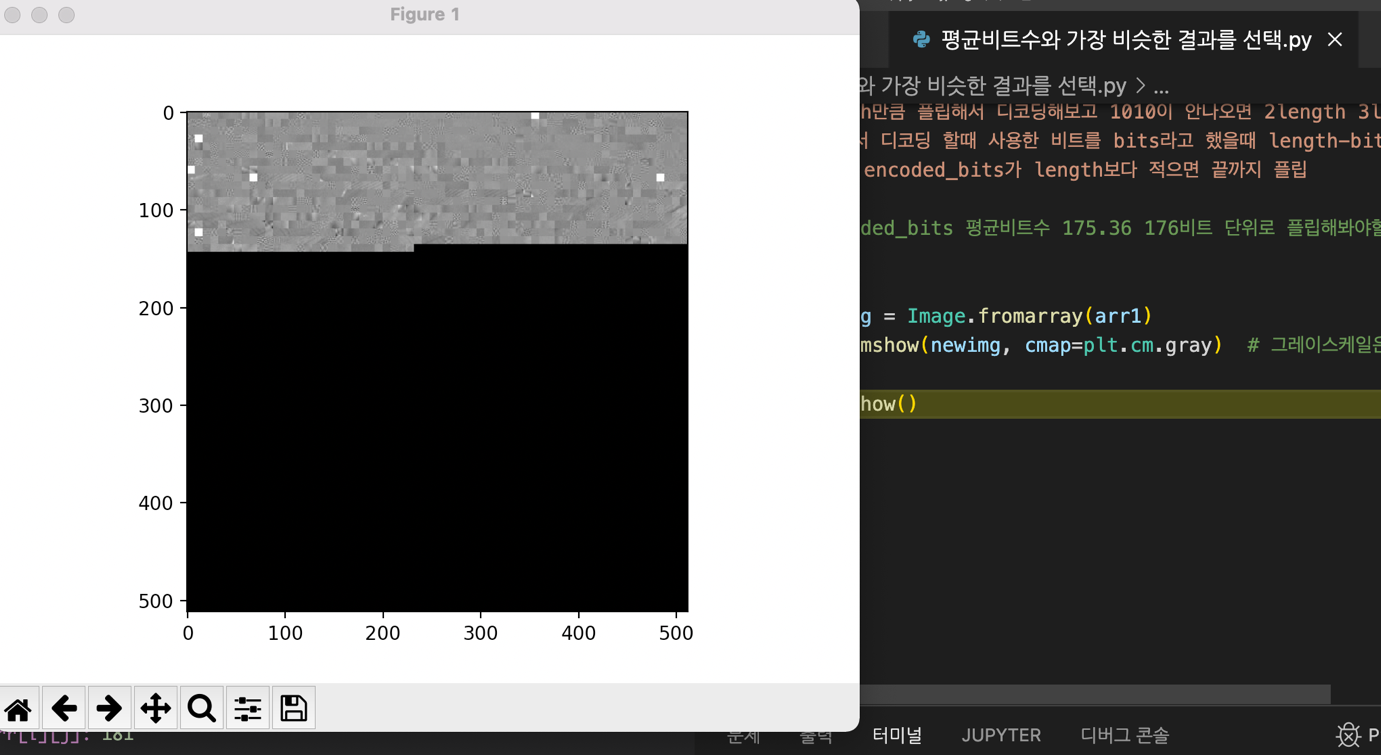 Figure 1
평균비트수와 가장 비슷한 결과를 선택.py
와 가장 비슷한 결과를 선택.py > ...
h만큼 플립해서 디코딩해보고 1010이 안나오면 2length 3l
서 디코딩 할때 사용한 비트를 bits라고 했을때 length-bit
encoded_bits가 length보다 적으면 끝까지 플립
ded_bits 평균비트수 175.36 176비트 단위로 플립해봐야할
g = Image.fromarray(arr1)
mshow(newimg, cmap=plt.cm.gray) # 그레이스케일은
how()
0
100
200
300
400
500
0 100 200 300 400 500
r[i][j]: 181
문제 출력 터미널 JUPYTER 디버그 콘솔